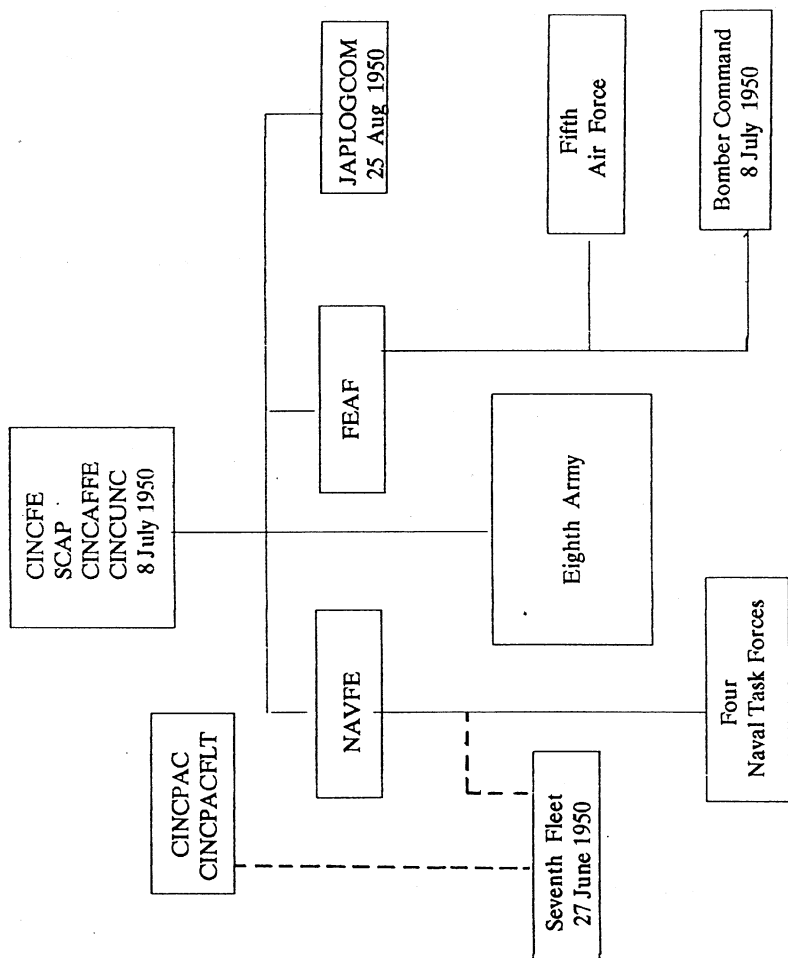 CINCFE
SCAP
CINCAFFE
CINCUNC
8 July 1950
CINCPAC
CINCPACFLT
NAVFE
FEAF
JAPLOGCOM
25 Aug 1950
Seventh Fleet
27 June 1950
Eighth Army
Fifth
Air Force
Four
Naval Task Forces
Bomber Command
8 July 1950